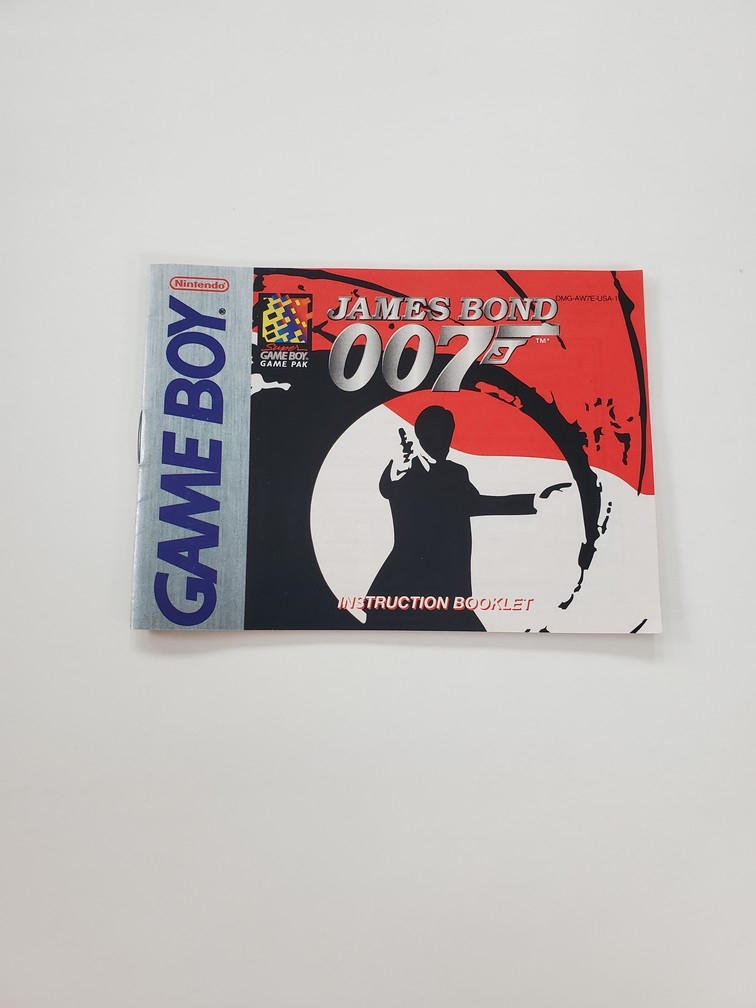 Nintendo®
GAME BOY®
Super
GAME BOY®
GAME PAK
JAMES BOND
007
TM*
DMG-AW7E-USA-1
INSTRUCTION BOOKLET